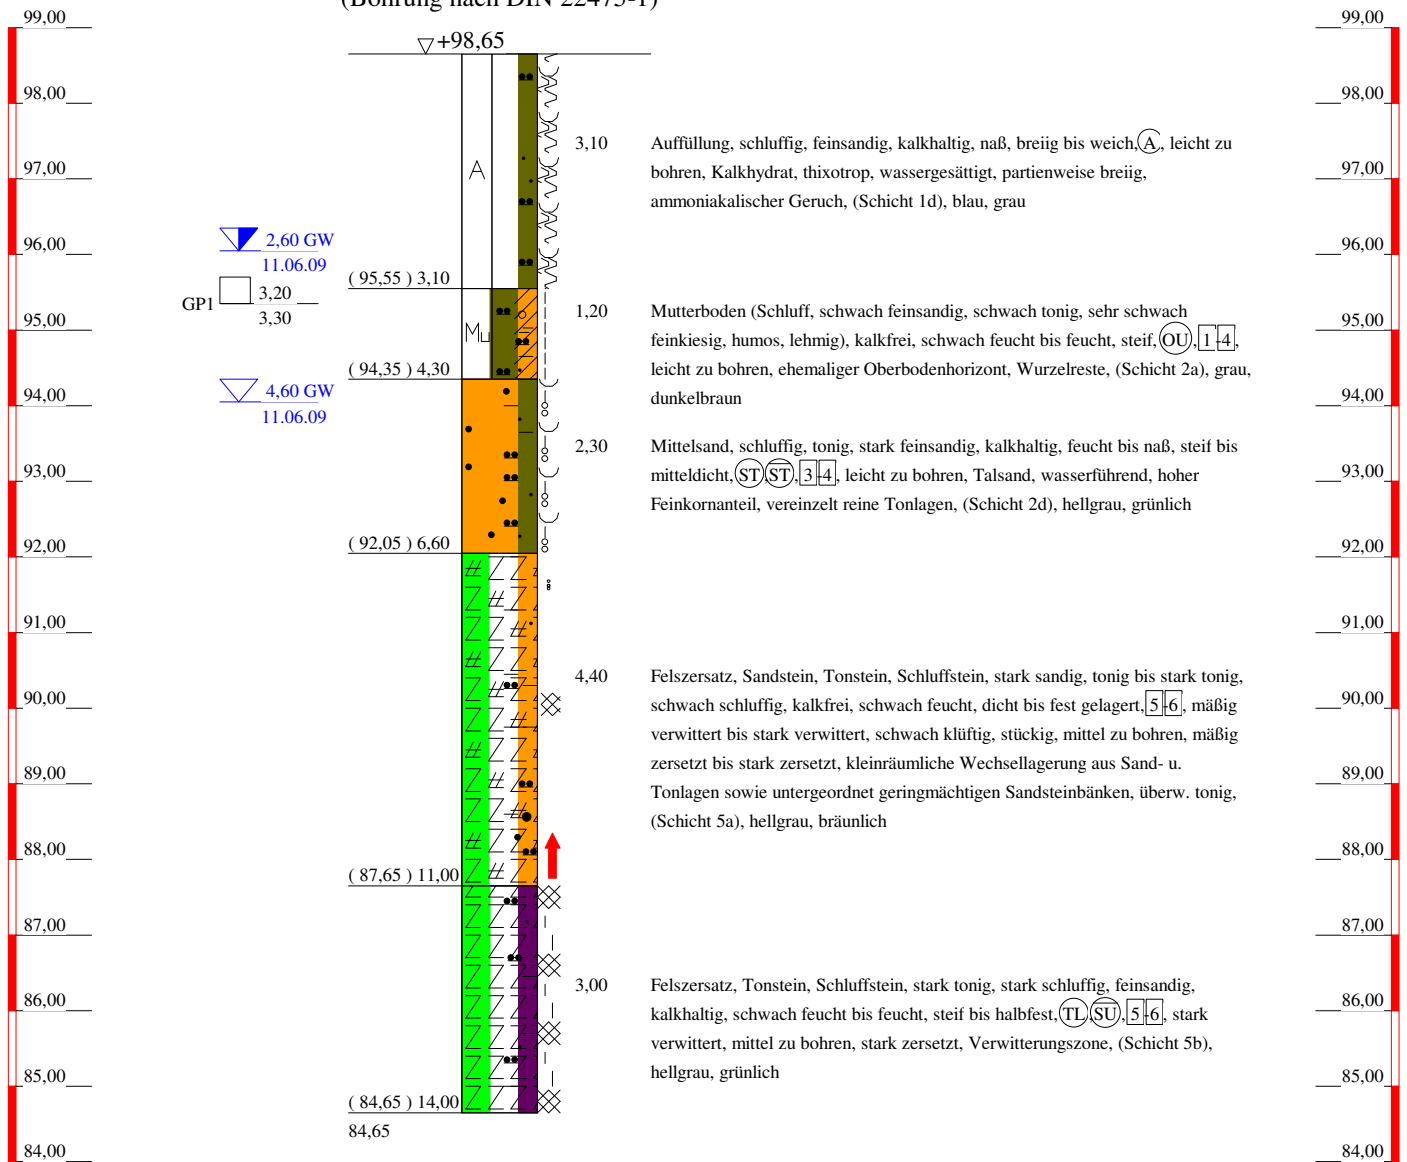 (Bohrung nach DIN 22475-1)
99,00
99,00
+98,65
98,00
98,00
3,10
Auffüllung, schluffig, feinsandig, kalkhaltig, naß, breiig bis weich, A, leicht zu
bohren, Kalkhydrat, thixotrop, wassergesättigt, partienweise breiig,
ammoniakalischer Geruch, (Schicht 1d), blau, grau
A
97,00
97,00
96,00
96,00
2,60 GW
11.06.09
(95,55) 3,10
GP1
3,20
3,30
1,20
Mutterboden (Schluff, schwach feinsandig, schwach tonig, sehr schwach
feinkiesig, humos, lehmig), kalkfrei, schwach feucht bis feucht, steif, OU, 1-4,
leicht zu bohren, ehemaliger Oberbodenhorizont, Wurzelreste, (Schicht 2a), grau,
dunkelbraun
Mu
95,00
95,00
(94,35) 4,30
4,60 GW
11.06.09
94,00
94,00
2,30
Mittelsand, schluffig, tonig, stark feinsandig, kalkhaltig, feucht bis naß, steif bis
mitteldicht, ST, S̅T̅, 3-4, leicht zu bohren, Talsand, wasserführend, hoher
Feinkornanteil, vereinzelt reine Tonlagen, (Schicht 2d), hellgrau, grünlich
93,00
93,00
(92,05) 6,60
92,00
92,00
91,00
91,00
4,40
Felszersatz, Sandstein, Tonstein, Schluffstein, stark sandig, tonig bis stark tonig,
schwach schluffig, kalkfrei, schwach feucht, dicht bis fest gelagert, 5-6, mäßig
verwittert bis stark verwittert, schwach klüftig, stückig, mittel zu bohren, mäßig
zersetzt bis stark zersetzt, kleinräumliche Wechsellagerung aus Sand- u.
Tonlagen sowie untergeordnet geringmächtigen Sandsteinbänken, überw. tonig,
(Schicht 5a), hellgrau, bräunlich
90,00
90,00
89,00
89,00
88,00
88,00
(87,65) 11,00
87,00
87,00
3,00
Felszersatz, Tonstein, Schluffstein, stark tonig, stark schluffig, feinsandig,
kalkhaltig, schwach feucht bis feucht, steif bis halbfest, TL, S̅U̅, 5-6, stark
verwittert, mittel zu bohren, stark zersetzt, Verwitterungszone, (Schicht 5b),
hellgrau, grünlich
86,00
86,00
85,00
85,00
(84,65) 14,00
84,65
84,00
84,00